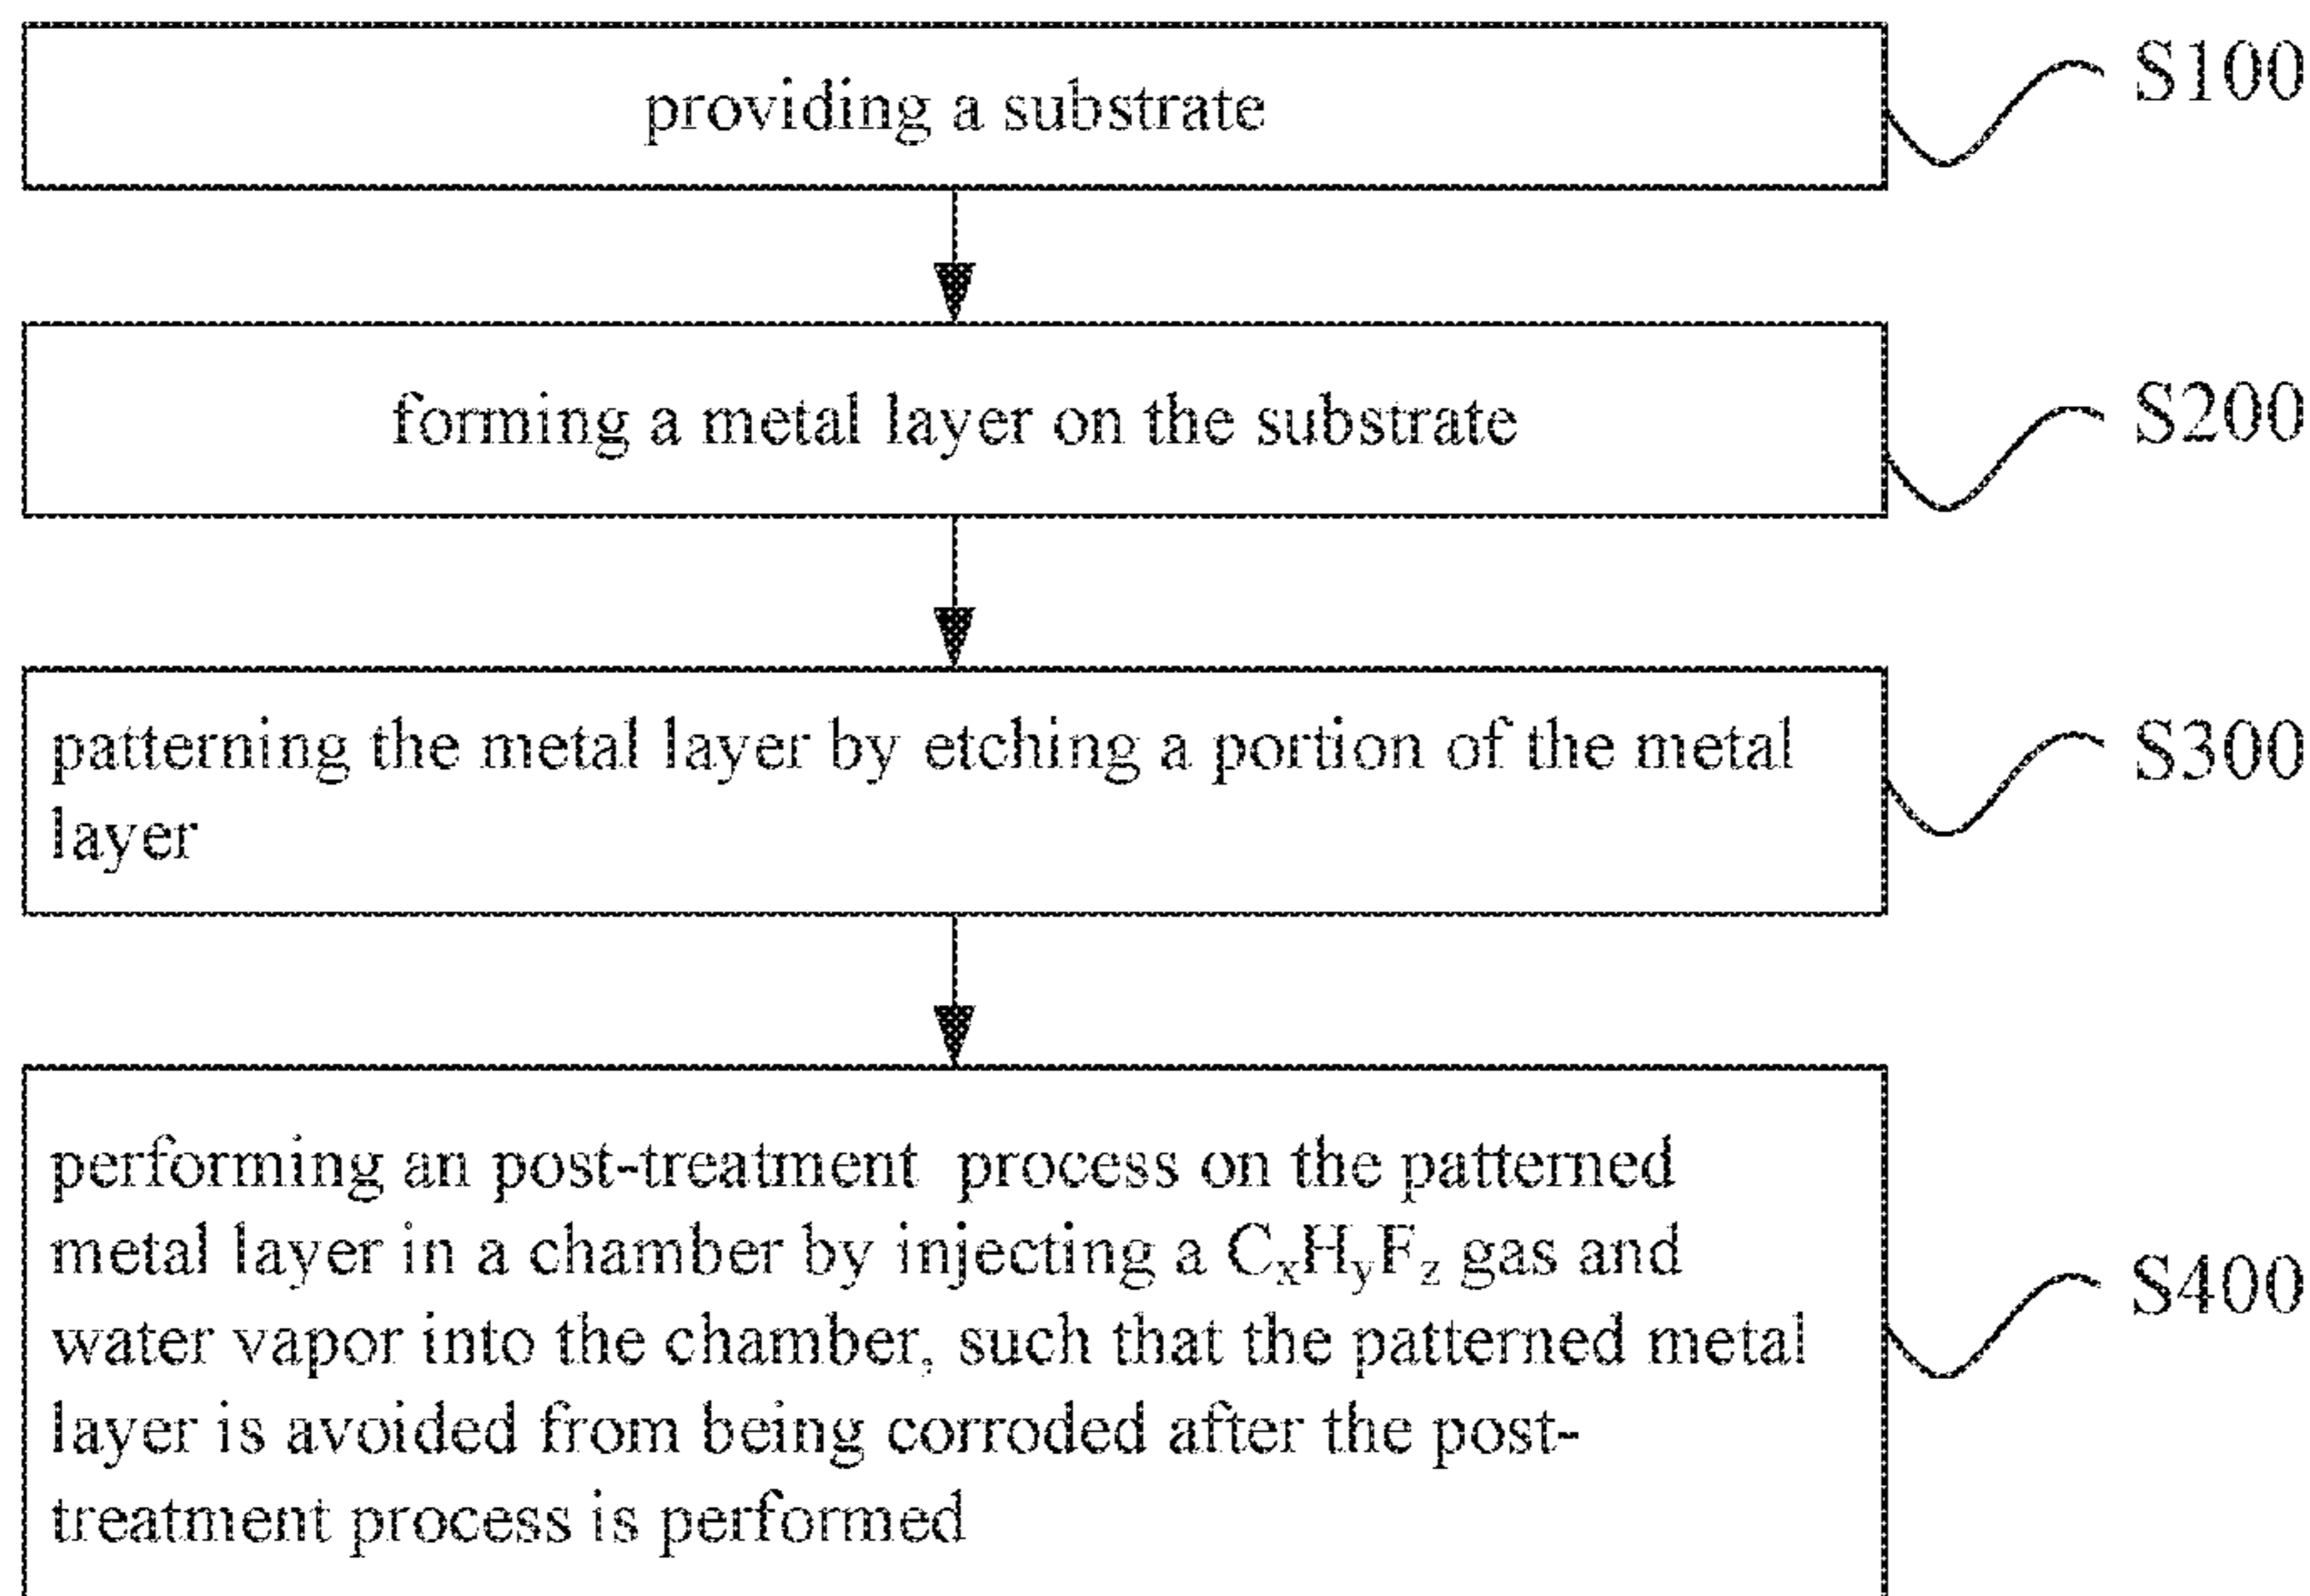 providing a substrate
S100
forming a metal layer on the substrate
S200
patterning the metal layer by etching a portion of the metal
layer
S300
performing an post-treatment process on the patterned
metal layer in a chamber by injecting a CₓHᵧF_z gas and
water vapor into the chamber, such that the patterned metal
layer is avoided from being corroded after the post-
treatment process is performed
S400